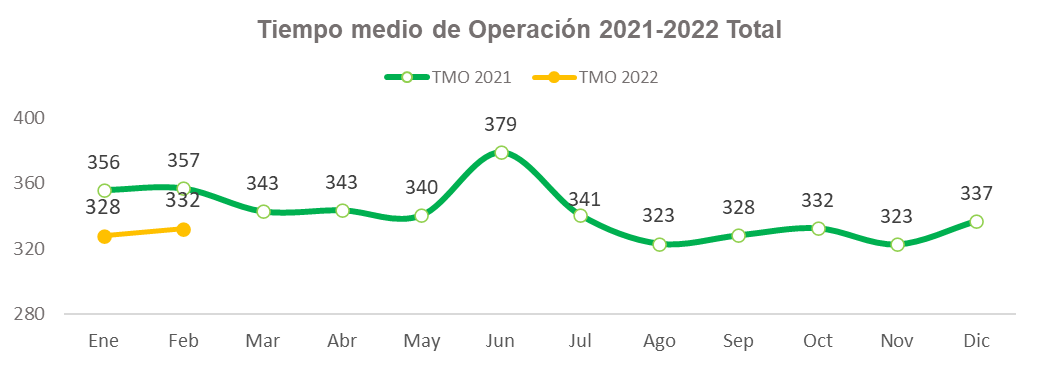 Tiempo medio de Operación 2021-2022 Total
TMO 2021 TMO 2022
400
379
356 357
360
343 343 340 341 337
328 332 323 328 332 323
320
280
Ene Feb Mar Abr May Jun Jul Ago Sep Oct Nov Dic